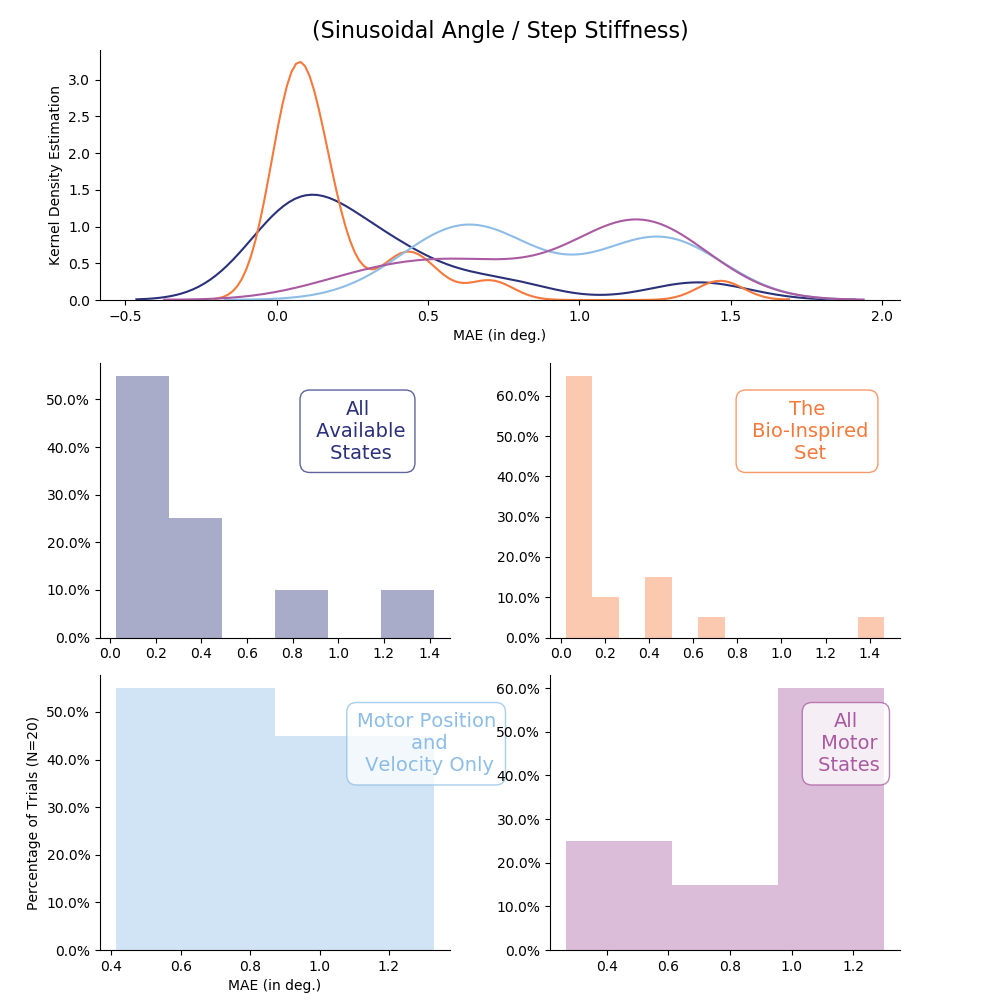 (Sinusoidal Angle / Step Stiffness)
Kernel Density Estimation
3.0
2.5
2.0
1.5
1.0
0.5
0.0
−0.5 0.0 0.5 1.0 1.5 2.0
MAE (in deg.)
50.0%
40.0%
30.0%
20.0%
10.0%
0.0%
0.0 0.2 0.4 0.6 0.8 1.0 1.2 1.4
All
Available
States
60.0%
50.0%
40.0%
30.0%
20.0%
10.0%
0.0%
0.0 0.2 0.4 0.6 0.8 1.0 1.2 1.4
The
Bio-Inspired
Set
Percentage of Trials (N=20)
50.0%
40.0%
30.0%
20.0%
10.0%
0.0%
0.4 0.6 0.8 1.0 1.2
MAE (in deg.)
Motor Position
and
Velocity Only
60.0%
50.0%
40.0%
30.0%
20.0%
10.0%
0.0%
0.4 0.6 0.8 1.0 1.2
All
Motor
States